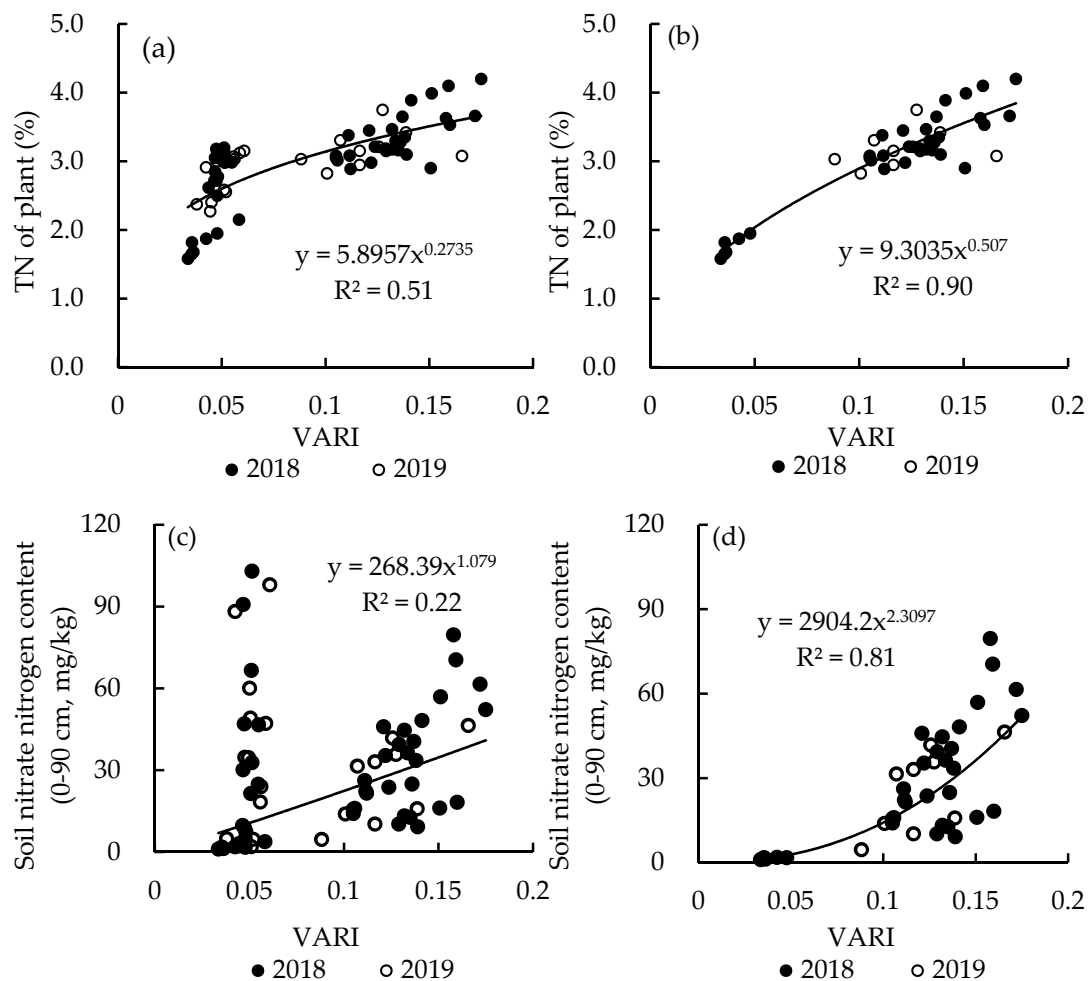 5.0
4.0
3.0
2.0
1.0
0.0
TN of plant (%)
(a)
y = 5.8957x^0.2735
R² = 0.51
0 0.05 0.1 0.15 0.2
VARI
2018 2019
5.0
4.0
3.0
2.0
1.0
0.0
TN of plant (%)
(b)
y = 9.3035x^0.507
R² = 0.90
0 0.05 0.1 0.15 0.2
VARI
2018 2019
120
90
60
30
0
Soil nitrate nitrogen content
(0-90 cm, mg/kg)
(c)
y = 268.39x^1.079
R² = 0.22
0 0.05 0.1 0.15 0.2
VARI
2018 2019
120
90
60
30
0
Soil nitrate nitrogen content
(0-90 cm, mg/kg)
(d)
y = 2904.2x^2.3097
R² = 0.81
0 0.05 0.1 0.15 0.2
VARI
2018 2019